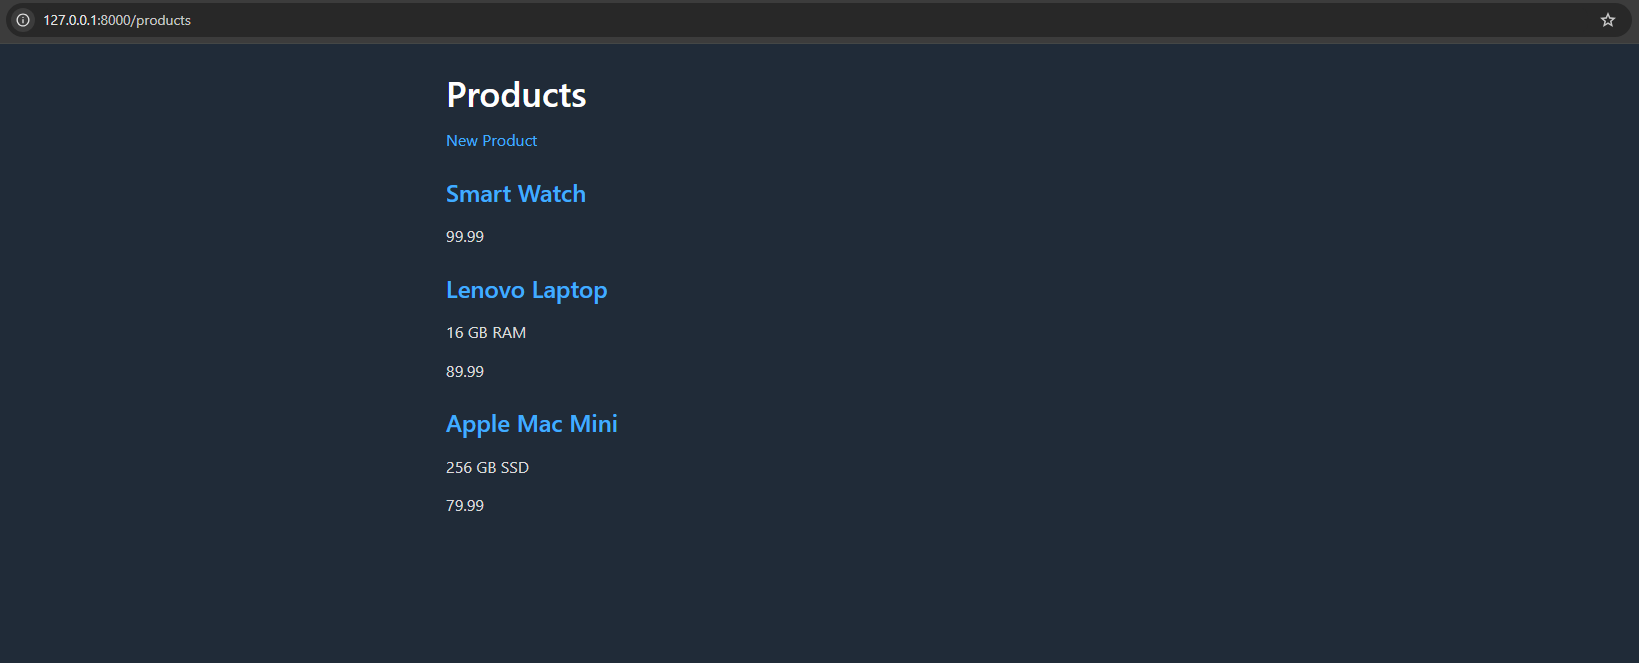 127.0.0.1:8000/products
Products
New Product
Smart Watch
99.99
Lenovo Laptop
16 GB RAM
89.99
Apple Mac Mini
256 GB SSD
79.99